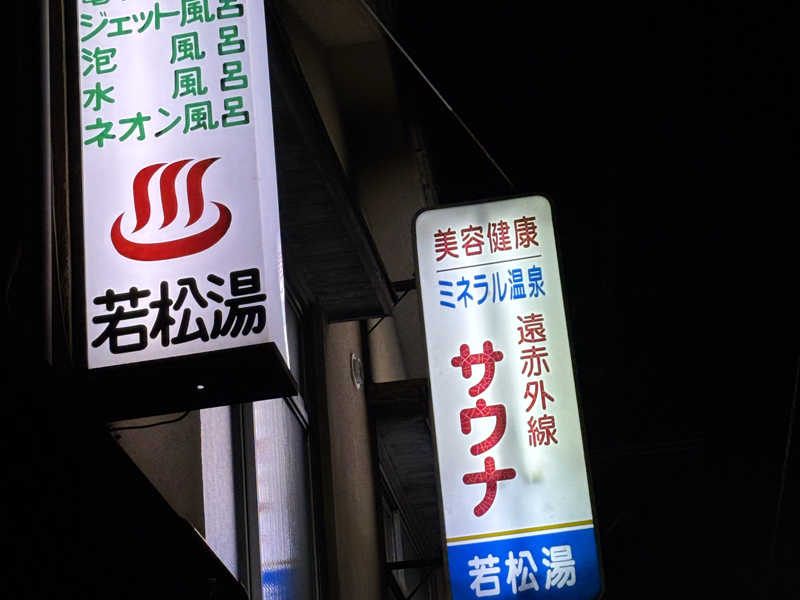 ジェット風呂
泡風呂
水風呂
ネオン風呂
若松湯
美容健康
ミネラル温泉
遠赤外線
サウナ
若松湯